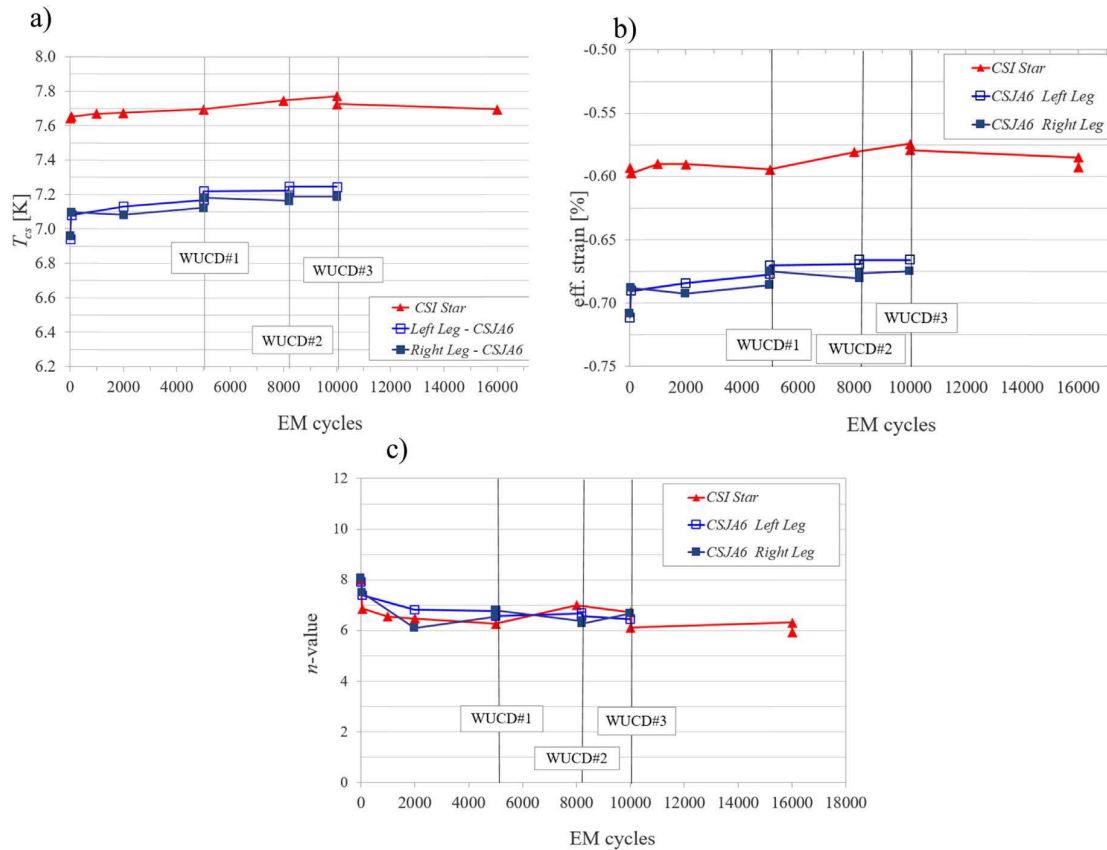 a)
8.0
7.8
7.6
7.4
7.2
7.0
6.8
6.6
6.4
6.2
T_cs [K]
WUCD#1
WUCD#3
WUCD#2
CSI Star
Left Leg - CSJA6
Right Leg - CSJA6
0 2000 4000 6000 8000 10000 12000 14000 16000
EM cycles
b)
-0.50
-0.55
-0.60
-0.65
-0.70
-0.75
eff. strain [%]
CSI Star
CSJA6 Left Leg
CSJA6 Right Leg
WUCD#3
WUCD#1
WUCD#2
0 2000 4000 6000 8000 10000 12000 14000 16000
EM cycles
c)
12
10
8
6
4
2
0
n-value
CSI Star
CSJA6 Left Leg
CSJA6 Right Leg
WUCD#1
WUCD#3
WUCD#2
0 2000 4000 6000 8000 10000 12000 14000 16000 18000
EM cycles